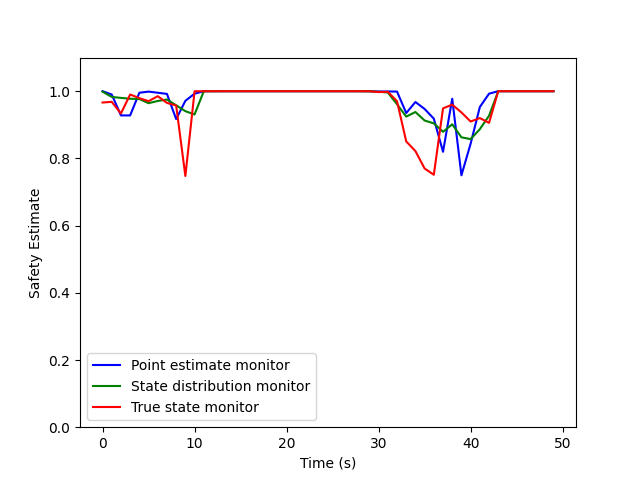 1.0
0.8
0.6
0.4
0.2
0.0
Safety Estimate
Point estimate monitor
State distribution monitor
True state monitor
0 10 20 30 40 50
Time (s)